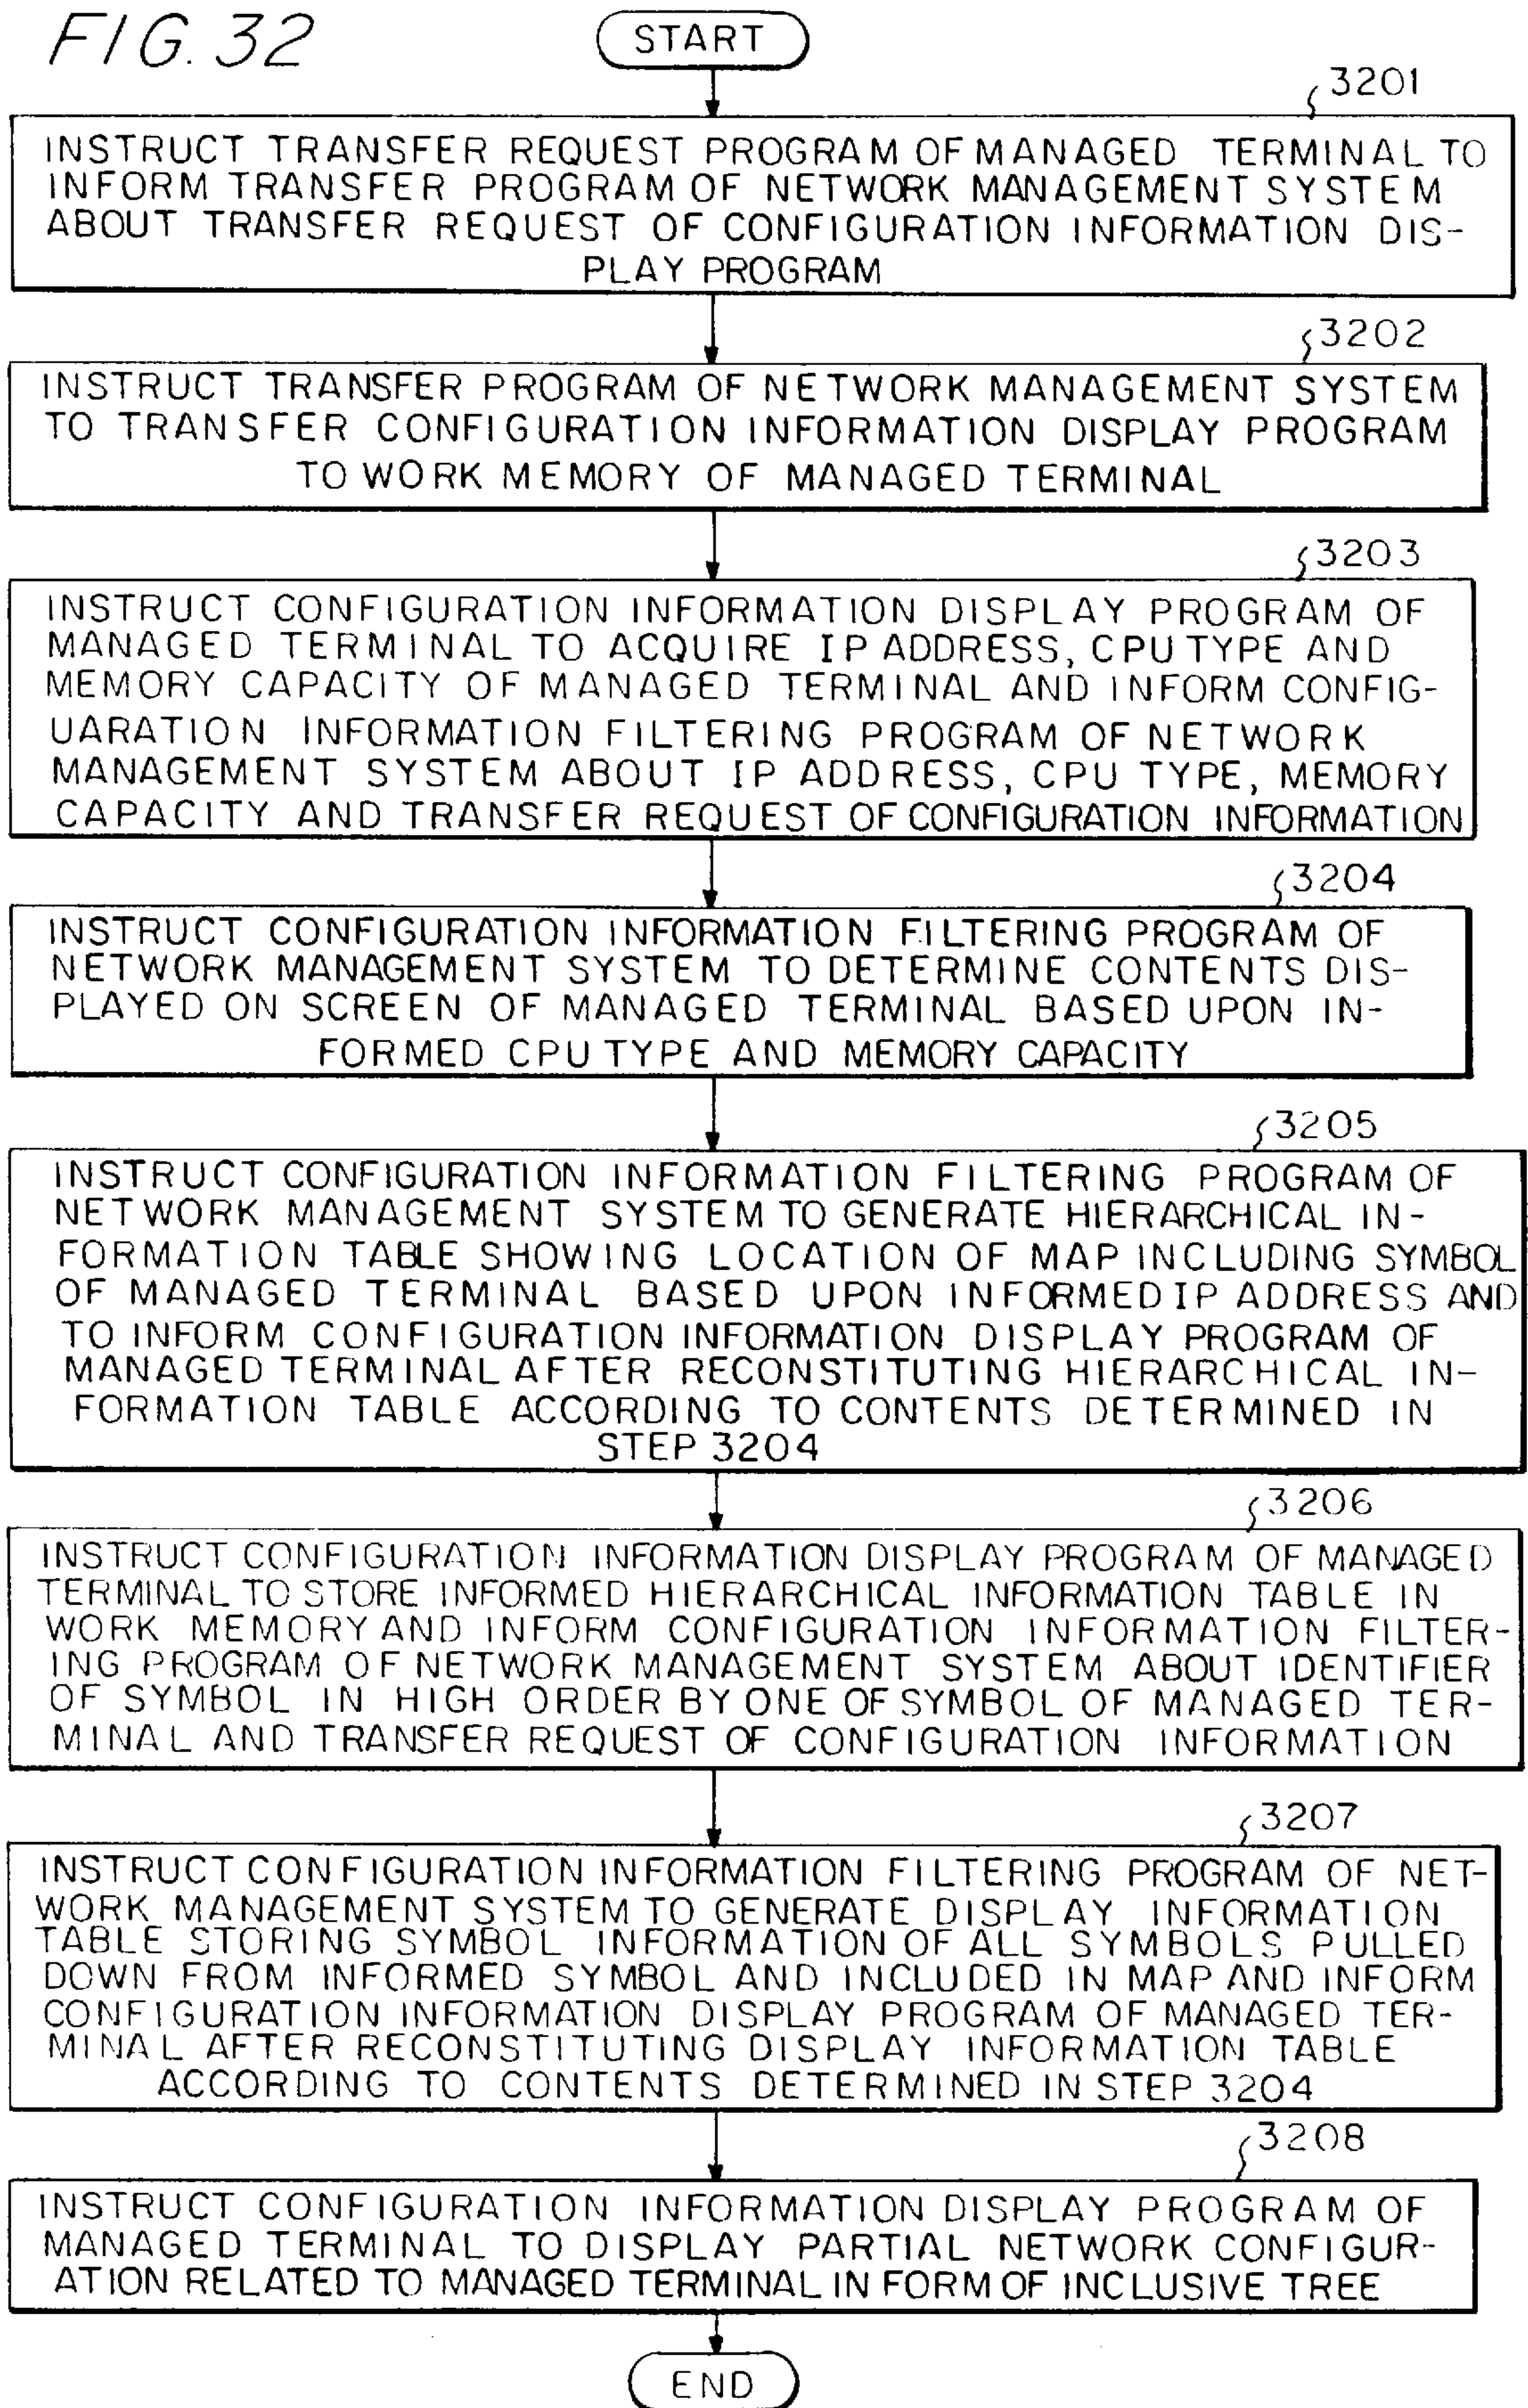 FIG. 32
START
3201
INSTRUCT TRANSFER REQUEST PROGRAM OF MANAGED TERMINAL TO
INFORM TRANSFER PROGRAM OF NETWORK MANAGEMENT SYSTEM
ABOUT TRANSFER REQUEST OF CONFIGURATION INFORMATION DIS-
PLAY PROGRAM
3202
INSTRUCT TRANSFER PROGRAM OF NETWORK MANAGEMENT SYSTEM
TO TRANSFER CONFIGURATION INFORMATION DISPLAY PROGRAM
TO WORK MEMORY OF MANAGED TERMINAL
3203
INSTRUCT CONFIGURATION INFORMATION DISPLAY PROGRAM OF
MANAGED TERMINAL TO ACQUIRE IP ADDRESS, CPU TYPE AND
MEMORY CAPACITY OF MANAGED TERMINAL AND INFORM CONFIG-
UARATION INFORMATION FILTERING PROGRAM OF NETWORK
MANAGEMENT SYSTEM ABOUT IP ADDRESS, CPU TYPE, MEMORY
CAPACITY AND TRANSFER REQUEST OF CONFIGURATION INFORMATION
3204
INSTRUCT CONFIGURATION INFORMATION FILTERING PROGRAM OF
NETWORK MANAGEMENT SYSTEM TO DETERMINE CONTENTS DIS-
PLAYED ON SCREEN OF MANAGED TERMINAL BASED UPON IN-
FORMED CPU TYPE AND MEMORY CAPACITY
3205
INSTRUCT CONFIGURATION INFORMATION FILTERING PROGRAM OF
NETWORK MANAGEMENT SYSTEM TO GENERATE HIERARCHICAL IN-
FORMATION TABLE SHOWING LOCATION OF MAP INCLUDING SYMBOL
OF MANAGED TERMINAL BASED UPON INFORMED IP ADDRESS AND
TO INFORM CONFIGURATION INFORMATION DISPLAY PROGRAM OF
MANAGED TERMINAL AFTER RECONSTITUTING HIERARCHICAL IN-
FORMATION TABLE ACCORDING TO CONTENTS DETERMINED IN
STEP 3204
3206
INSTRUCT CONFIGURATION INFORMATION DISPLAY PROGRAM OF MANAGED
TERMINAL TO STORE INFORMED HIERARCHICAL INFORMATION TABLE IN
WORK MEMORY AND INFORM CONFIGURATION INFORMATION FILTER-
ING PROGRAM OF NETWORK MANAGEMENT SYSTEM ABOUT IDENTIFIER
OF SYMBOL IN HIGH ORDER BY ONE OF SYMBOL OF MANAGED TER-
MINAL AND TRANSFER REQUEST OF CONFIGURATION INFORMATION
3207
INSTRUCT CONFIGURATION INFORMATION FILTERING PROGRAM OF NET-
WORK MANAGEMENT SYSTEM TO GENERATE DISPLAY INFORMATION
TABLE STORING SYMBOL INFORMATION OF ALL SYMBOLS PULLED
DOWN FROM INFORMED SYMBOL AND INCLUDED IN MAP AND INFORM
CONFIGURATION INFORMATION DISPLAY PROGRAM OF MANAGED TER-
MINAL AFTER RECONSTITUTING DISPLAY INFORMATION TABLE
ACCORDING TO CONTENTS DETERMINED IN STEP 3204
3208
INSTRUCT CONFIGURATION INFORMATION DISPLAY PROGRAM OF
MANAGED TERMINAL TO DISPLAY PARTIAL NETWORK CONFIGUR-
ATION RELATED TO MANAGED TERMINAL IN FORM OF INCLUSIVE TREE
END